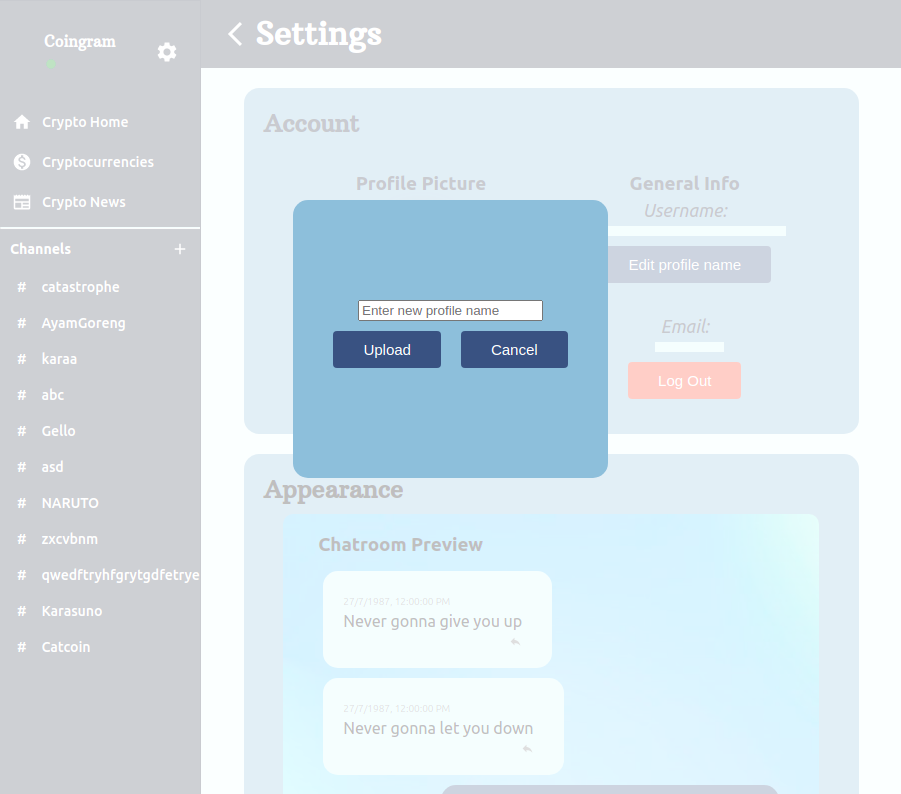 Coingram
Settings
Crypto Home
Cryptocurrencies
Crypto News
Channels
+
# catastrophe
# AyamGoreng
# karaa
# abc
# Gello
# asd
# NARUTO
# zxcvbnm
# qwedftryhfgrytgdfetrye
# Karasuno
# Catcoin
Account
Profile Picture
General Info
Username:
Edit profile name
Email:
Log Out
Enter new profile name
Upload
Cancel
Appearance
Chatroom Preview
27/7/1987, 12:00:00 PM
Never gonna give you up
27/7/1987, 12:00:00 PM
Never gonna let you down